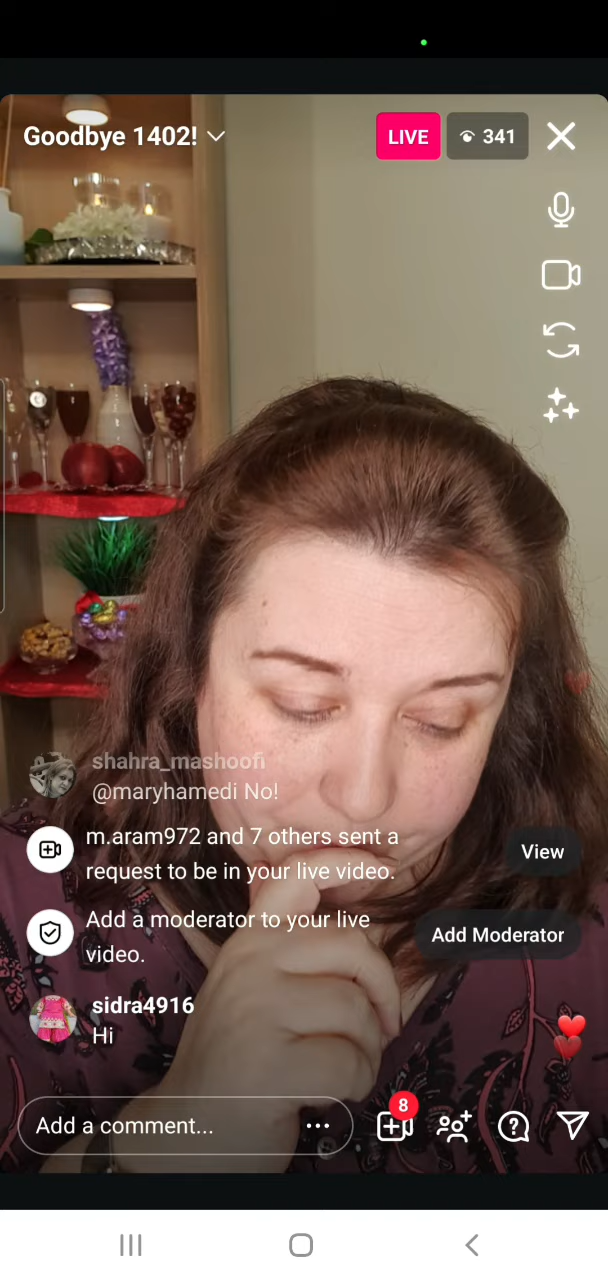 Goodbye 1402!
LIVE
341
shahra_mashoofi
@maryhamedi No!
m.aram972 and 7 others sent a
request to be in your live video.
View
Add a moderator to your live
video.
Add Moderator
sidra4916
Hi
Add a comment...
8